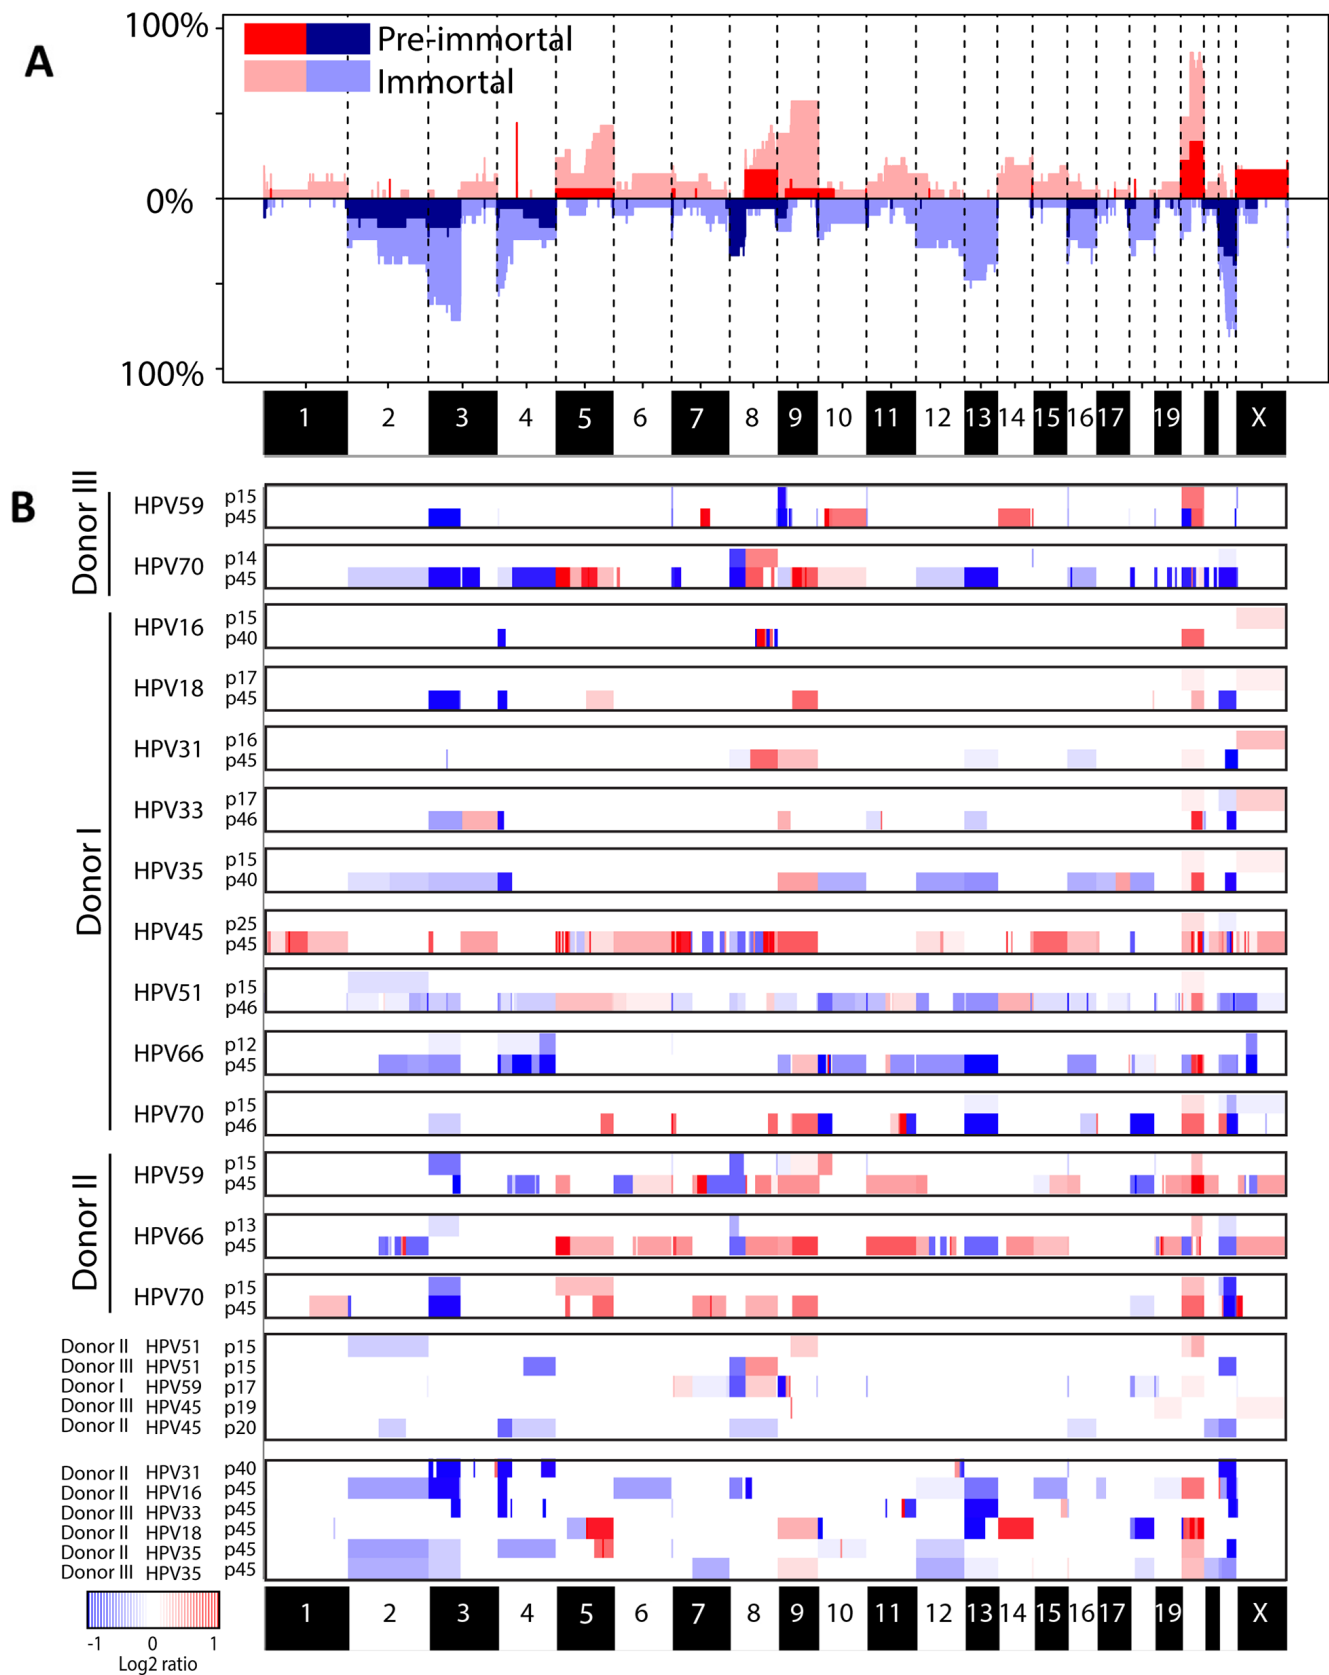 A
100%
Pre-immortal
Immortal
0%
100%
1 2 3 4 5 6 7 8 9 10 11 12 13 14 15 16 17 19 X
B
Donor III
HPV59 p15
p45
HPV70 p14
p45
Donor I
HPV16 p15
p40
HPV18 p17
p45
HPV31 p16
p45
HPV33 p17
p46
HPV35 p15
p40
HPV45 p25
p45
HPV51 p15
p46
HPV66 p12
p45
HPV70 p15
p46
Donor II
HPV59 p15
p45
HPV66 p13
p45
HPV70 p15
p45
Donor II HPV51 p15
Donor III HPV51 p15
Donor I HPV59 p17
Donor III HPV45 p19
Donor II HPV45 p20
Donor II HPV31 p40
Donor II HPV16 p45
Donor III HPV33 p45
Donor II HPV18 p45
Donor II HPV35 p45
Donor III HPV35 p45
1 2 3 4 5 6 7 8 9 10 11 12 13 14 15 16 17 19 X
-1 0 1
Log2 ratio